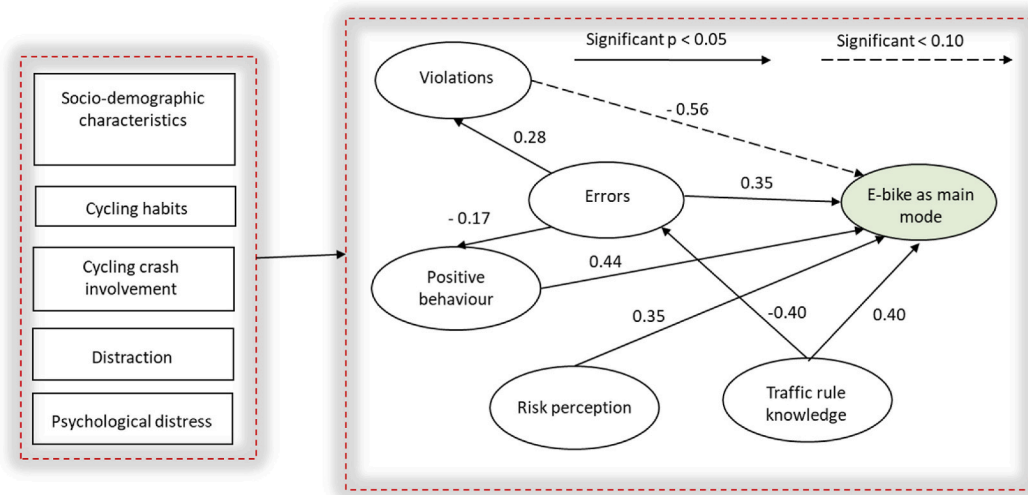 Socio-demographic
characteristics
Cycling habits
Cycling crash
involvement
Distraction
Psychological distress
Significant p < 0.05
Significant < 0.10
Violations
- 0.56
0.28
Errors
0.35
E-bike as main
mode
- 0.17
Positive
behaviour
0.44
0.35
-0.40
0.40
Risk perception
Traffic rule
knowledge